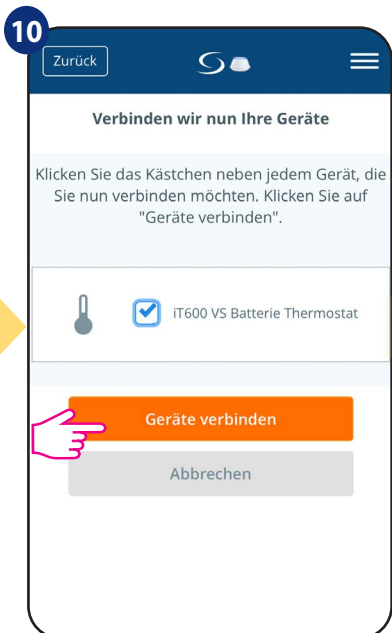 10
Zurück
Verbinden wir nun Ihre Geräte
Klicken Sie das Kästchen neben jedem Gerät, die
Sie nun verbinden möchten. Klicken Sie auf
"Geräte verbinden".
iT600 VS Batterie Thermostat
Geräte verbinden
Abbrechen